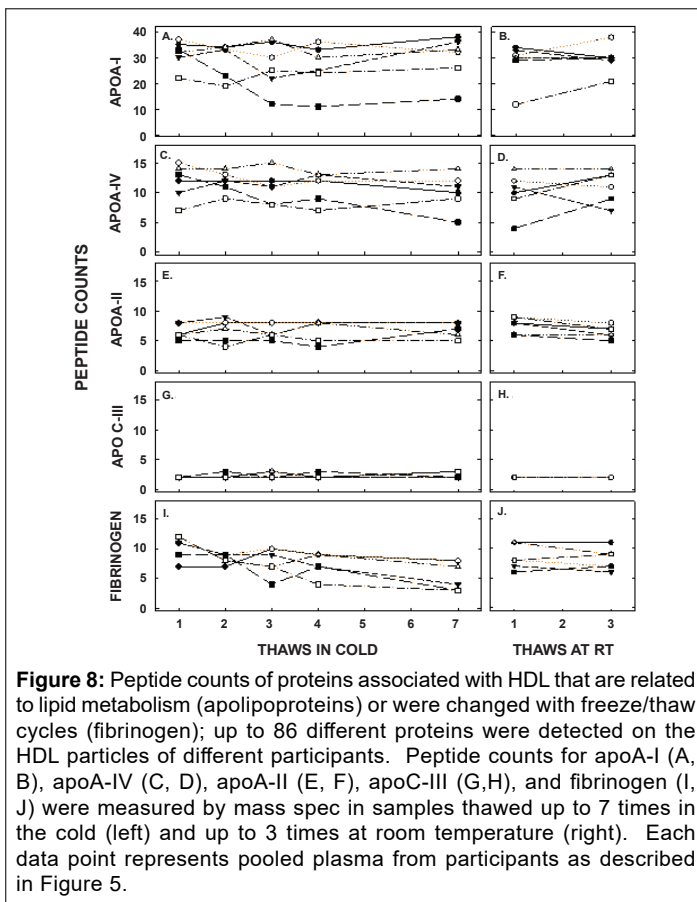 A.
B.
APOA-I
40
30
20
10
0
C.
D.
APOA-IV
15
10
5
0
E.
F.
APOA-II
15
10
5
0
PEPTIDE COUNTS
G.
H.
APO C-III
15
10
5
0
I.
J.
FIBRINOGEN
15
10
5
0
1 2 3 4 5 6 7
1 3
THAWS IN COLD
THAWS AT RT
Figure 8: Peptide counts of proteins associated with HDL that are related
to lipid metabolism (apolipoproteins) or were changed with freeze/thaw
cycles (fibrinogen); up to 86 different proteins were detected on the
HDL particles of different participants. Peptide counts for apoA-I (A,
B), apoA-IV (C, D), apoA-II (E, F), apoC-III (G,H), and fibrinogen (I,
J) were measured by mass spec in samples thawed up to 7 times in
the cold (left) and up to 3 times at room temperature (right). Each
data point represents pooled plasma from participants as described
in Figure 5.